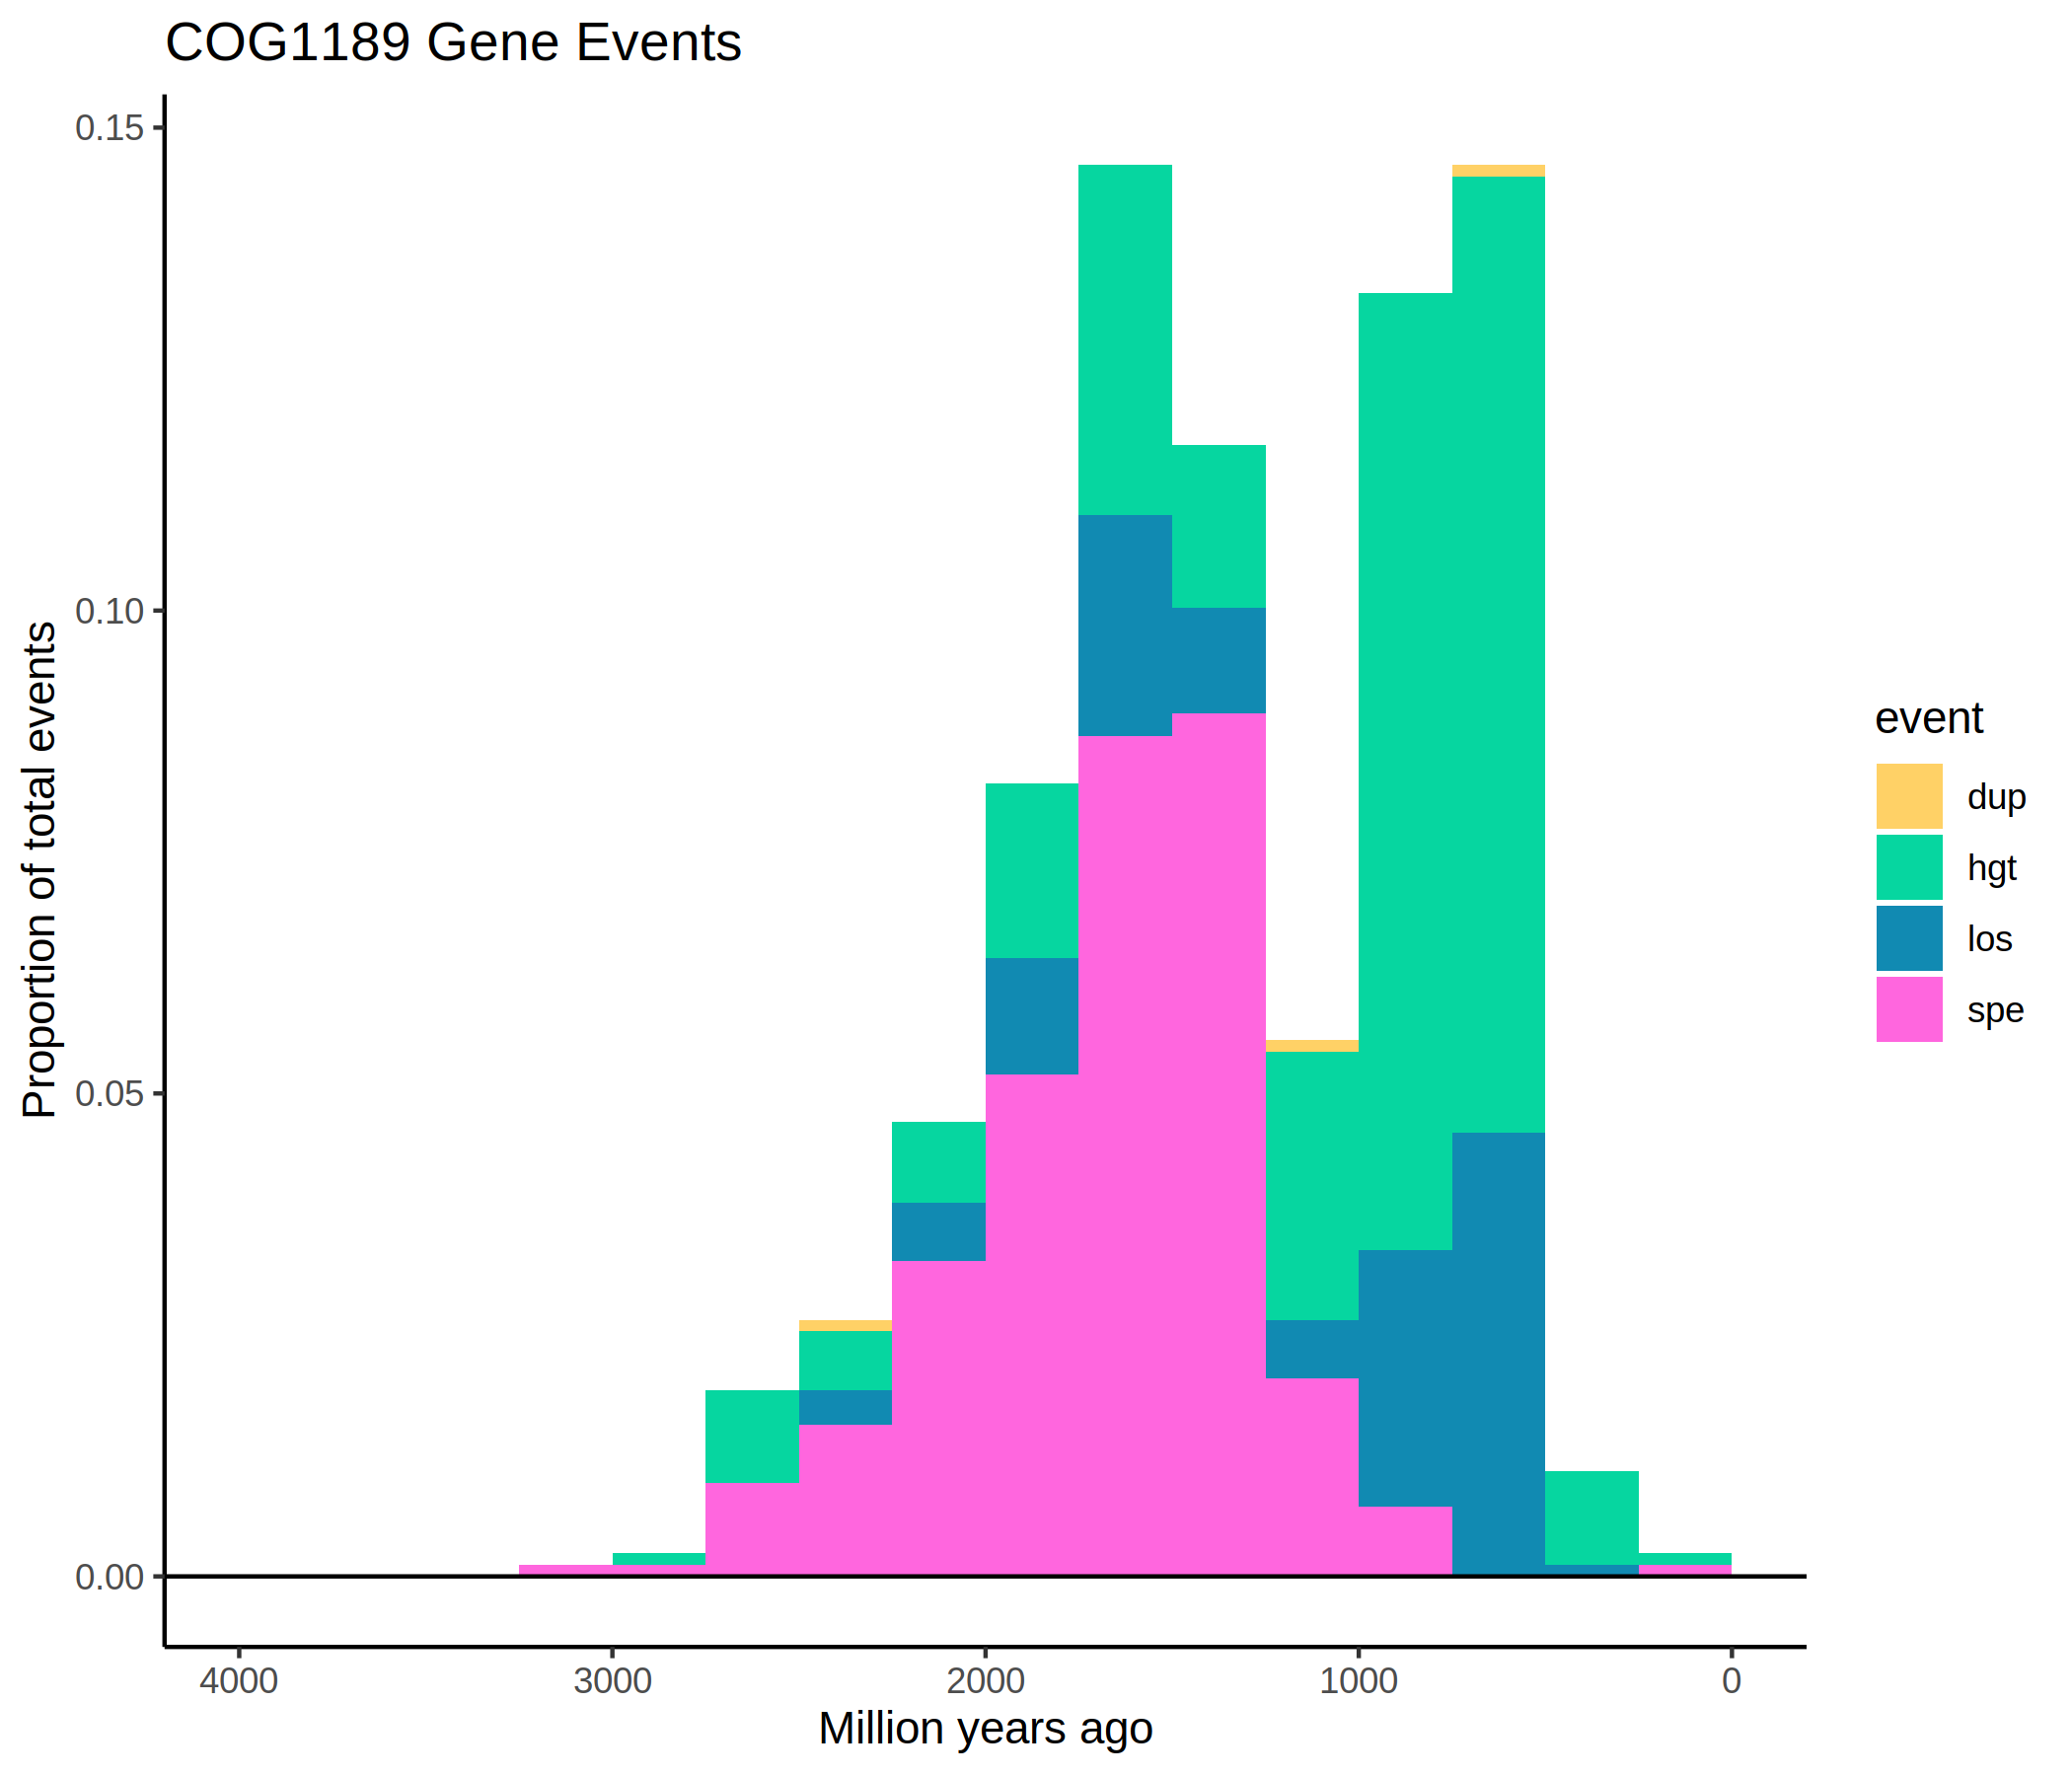 COG1189 Gene Events
Proportion of total events
0.15
0.10
0.05
0.00
4000 3000 2000 1000 0
Million years ago
event
dup
hgt
los
spe